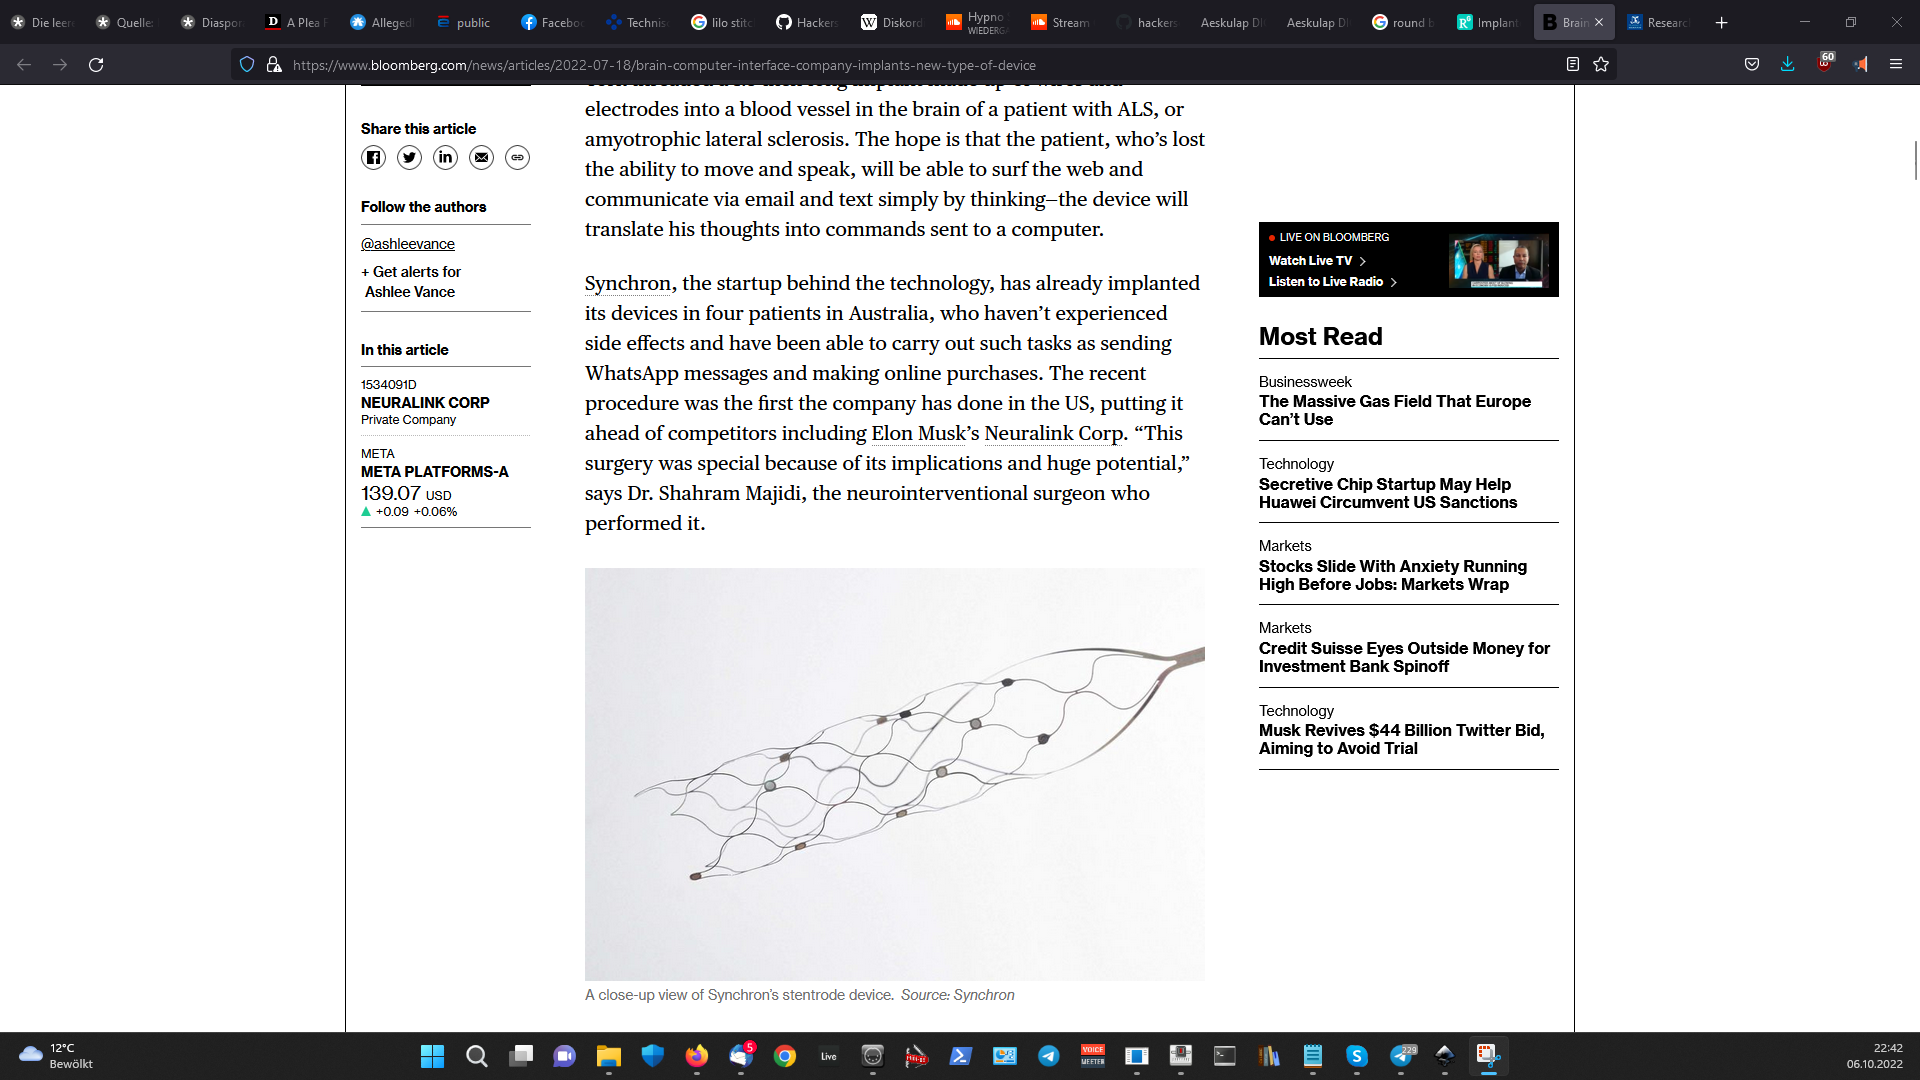 Die leer
Quelle:
Diaspor
A Plea F
Alleged
public
Facebo
Technis
lilo stit
Hackers
Diskord
Hypno
WIEDERG
Stream
hackers
Aeskulap DI
Aeskulap DI
round b
Implant
Brain
Researc
https://www.bloomberg.com/news/articles/2022-07-18/brain-computer-interface-company-implants-new-type-of-device
60
Share this article
Follow the authors
@ashleevance
+ Get alerts for
Ashlee Vance
In this article
1534091D
NEURALINK CORP
Private Company
META
META PLATFORMS-A
139.07 USD
+0.09 +0.06%
electrodes into a blood vessel in the brain of a patient with ALS, or
amyotrophic lateral sclerosis. The hope is that the patient, who’s lost
the ability to move and speak, will be able to surf the web and
communicate via email and text simply by thinking—the device will
translate his thoughts into commands sent to a computer.
Synchron, the startup behind the technology, has already implanted
its devices in four patients in Australia, who haven’t experienced
side effects and have been able to carry out such tasks as sending
WhatsApp messages and making online purchases. The recent
procedure was the first the company has done in the US, putting it
ahead of competitors including Elon Musk’s Neuralink Corp. “This
surgery was special because of its implications and huge potential,”
says Dr. Shahram Majidi, the neurointerventional surgeon who
performed it.
A close-up view of Synchron’s stentrode device. Source: Synchron
LIVE ON BLOOMBERG
Watch Live TV
Listen to Live Radio
Most Read
Businessweek
The Massive Gas Field That Europe
Can’t Use
Technology
Secretive Chip Startup May Help
Huawei Circumvent US Sanctions
Markets
Stocks Slide With Anxiety Running
High Before Jobs: Markets Wrap
Markets
Credit Suisse Eyes Outside Money for
Investment Bank Spinoff
Technology
Musk Revives $44 Billion Twitter Bid,
Aiming to Avoid Trial
12°C
Bewölkt
5
Live
VOICE
MEETER
229
22:42
06.10.2022